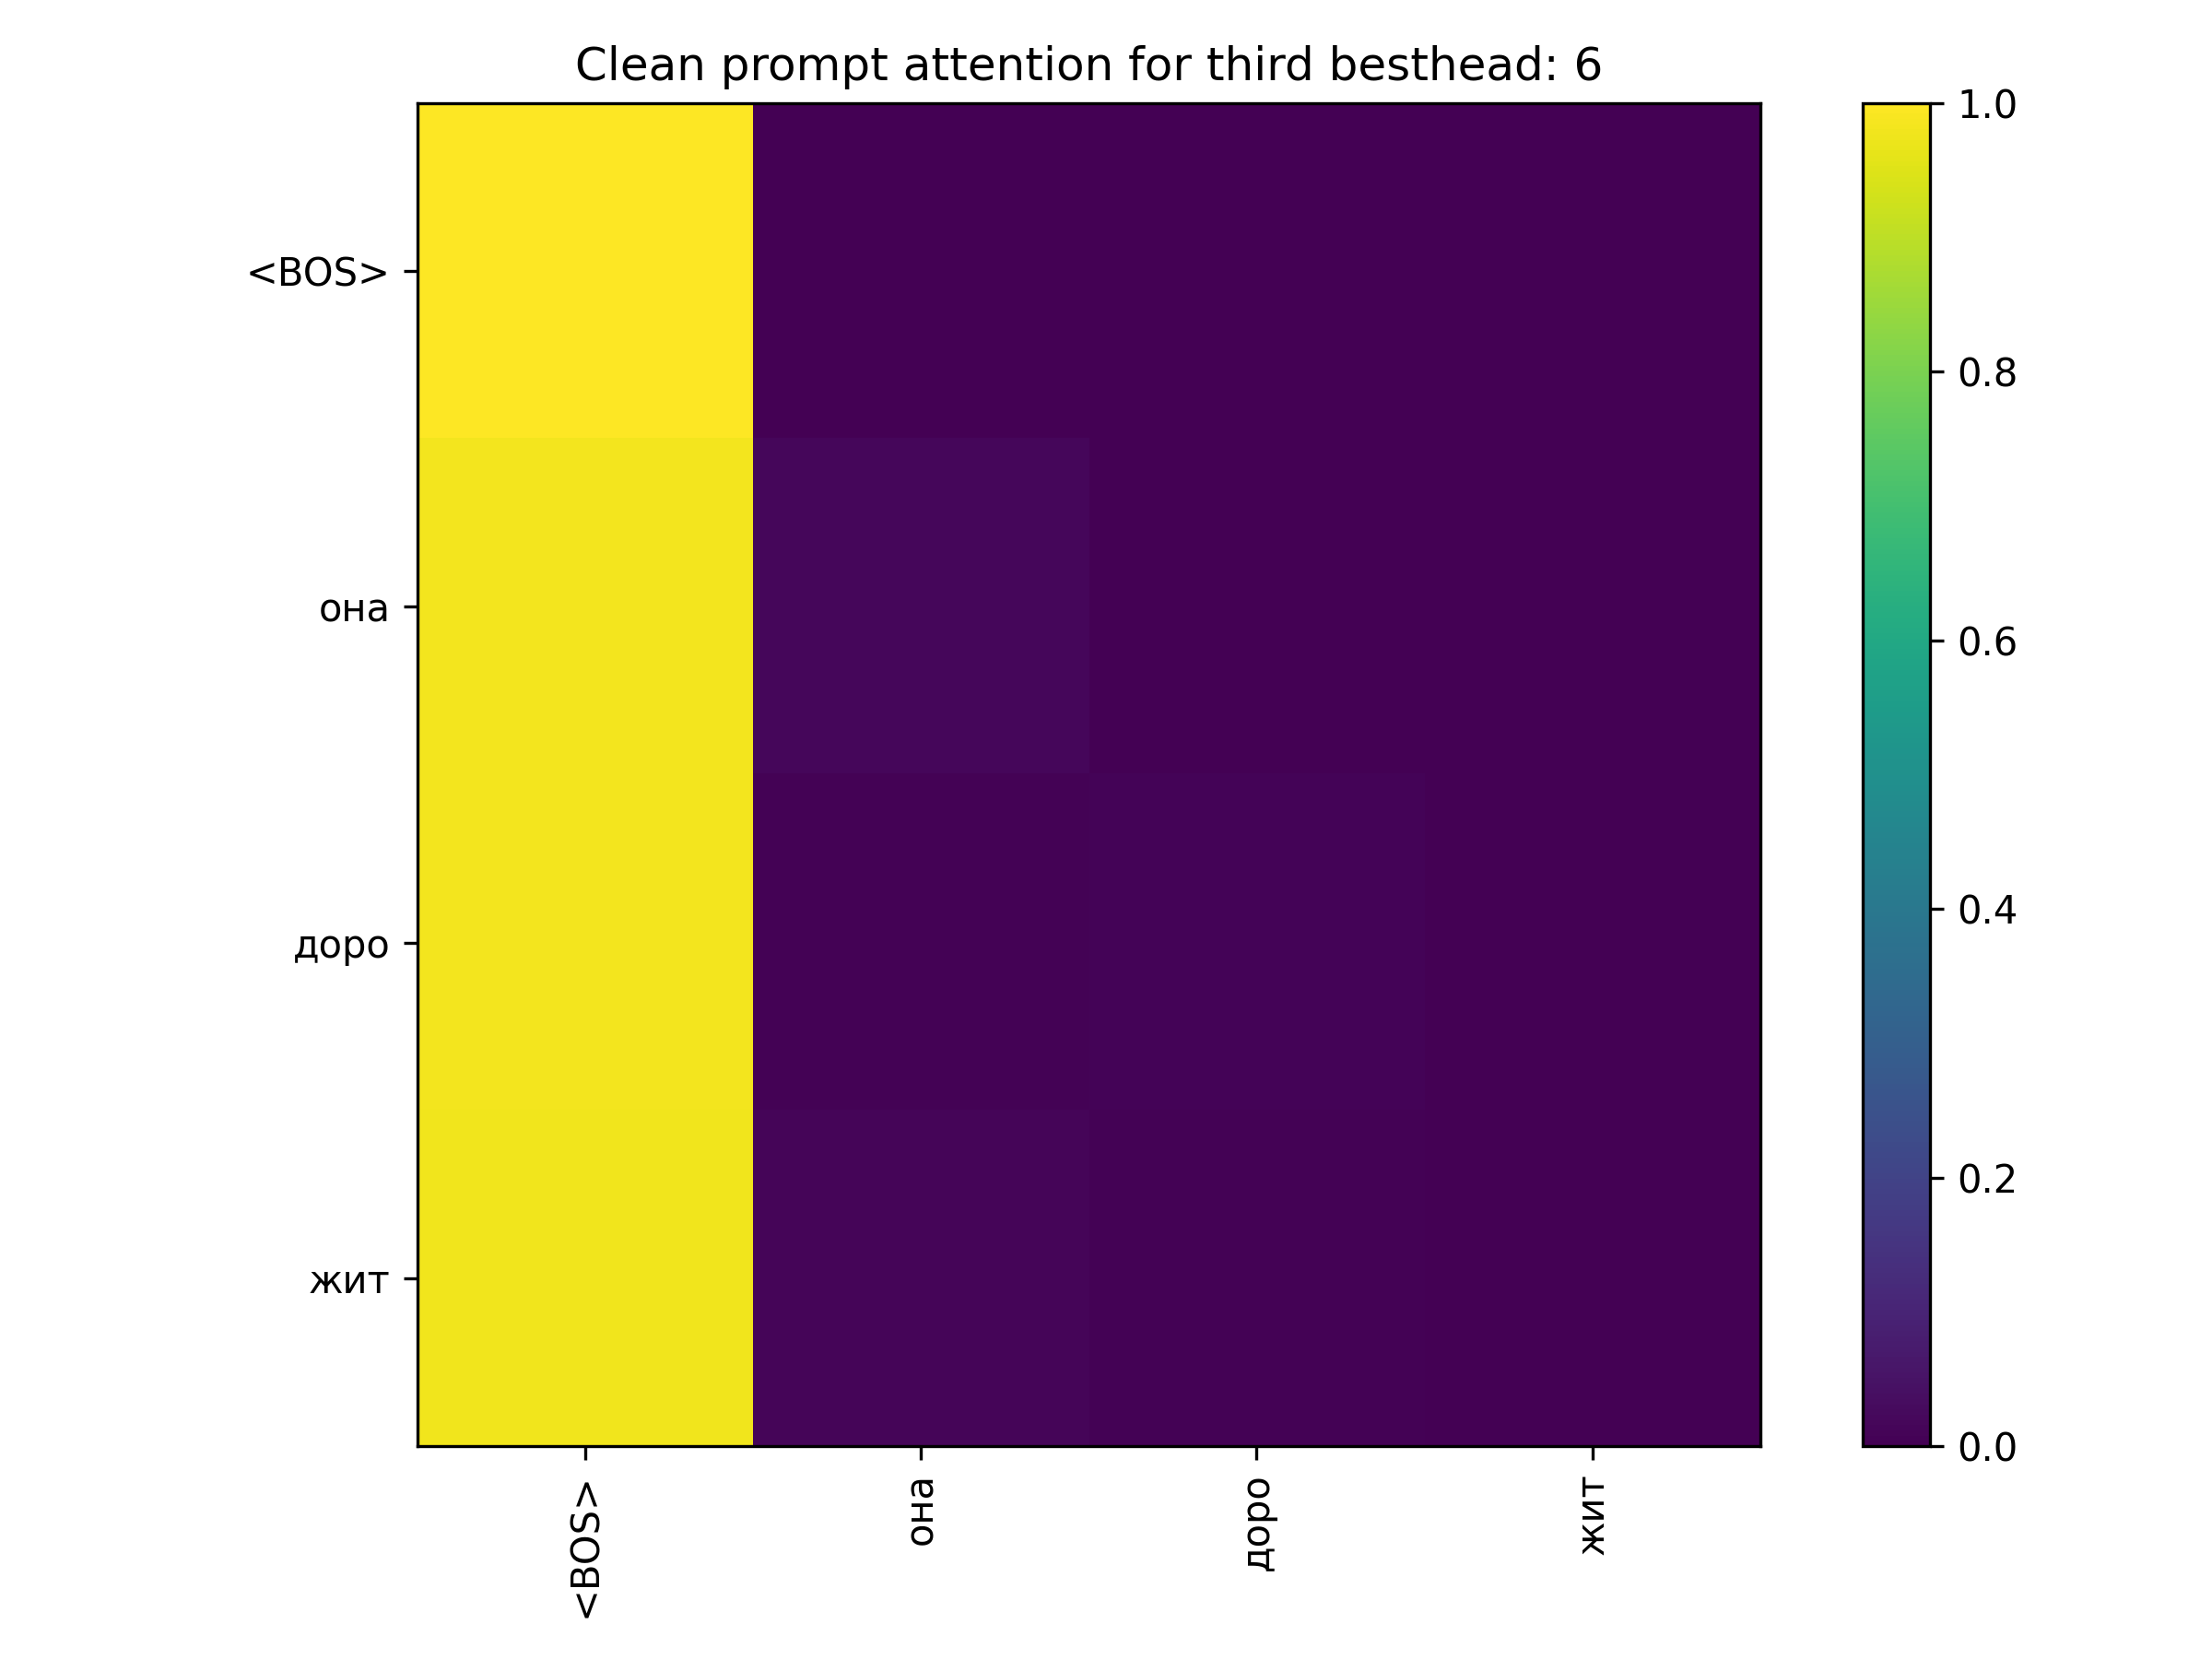 Clean prompt attention for third besthead: 6
<BOS>
она
доро
жит
<BOS>
она
доро
жит
1.0
0.8
0.6
0.4
0.2
0.0